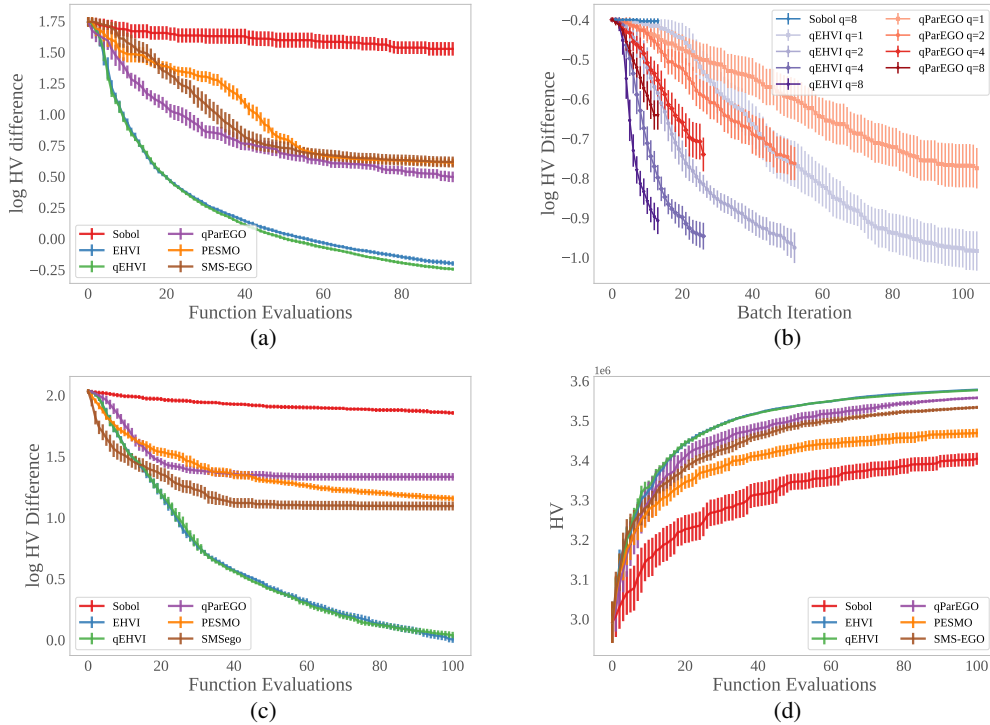 1.75
1.50
1.25
1.00
0.75
0.50
0.25
0.00
−0.25
log HV difference
Sobol
EHVI
qEHVI
qParEGO
PESMO
SMS-EGO
0
20
40
60
80
Function Evaluations
(a)
−0.4
−0.5
−0.6
−0.7
−0.8
−0.9
−1.0
log HV Difference
Sobol q=8
qEHVI q=1
qEHVI q=2
qEHVI q=4
qEHVI q=8
qParEGO q=1
qParEGO q=2
qParEGO q=4
qParEGO q=8
0
20
40
60
80
100
Batch Iteration
(b)
2.0
1.5
1.0
0.5
0.0
log HV Difference
Sobol
EHVI
qEHVI
qParEGO
PESMO
SMSego
0
20
40
60
80
100
Function Evaluations
(c)
1e6
3.6
3.5
3.4
3.3
3.2
3.1
3.0
HV
Sobol
EHVI
qEHVI
qParEGO
PESMO
SMS-EGO
0
20
40
60
80
100
Function Evaluations
(d)